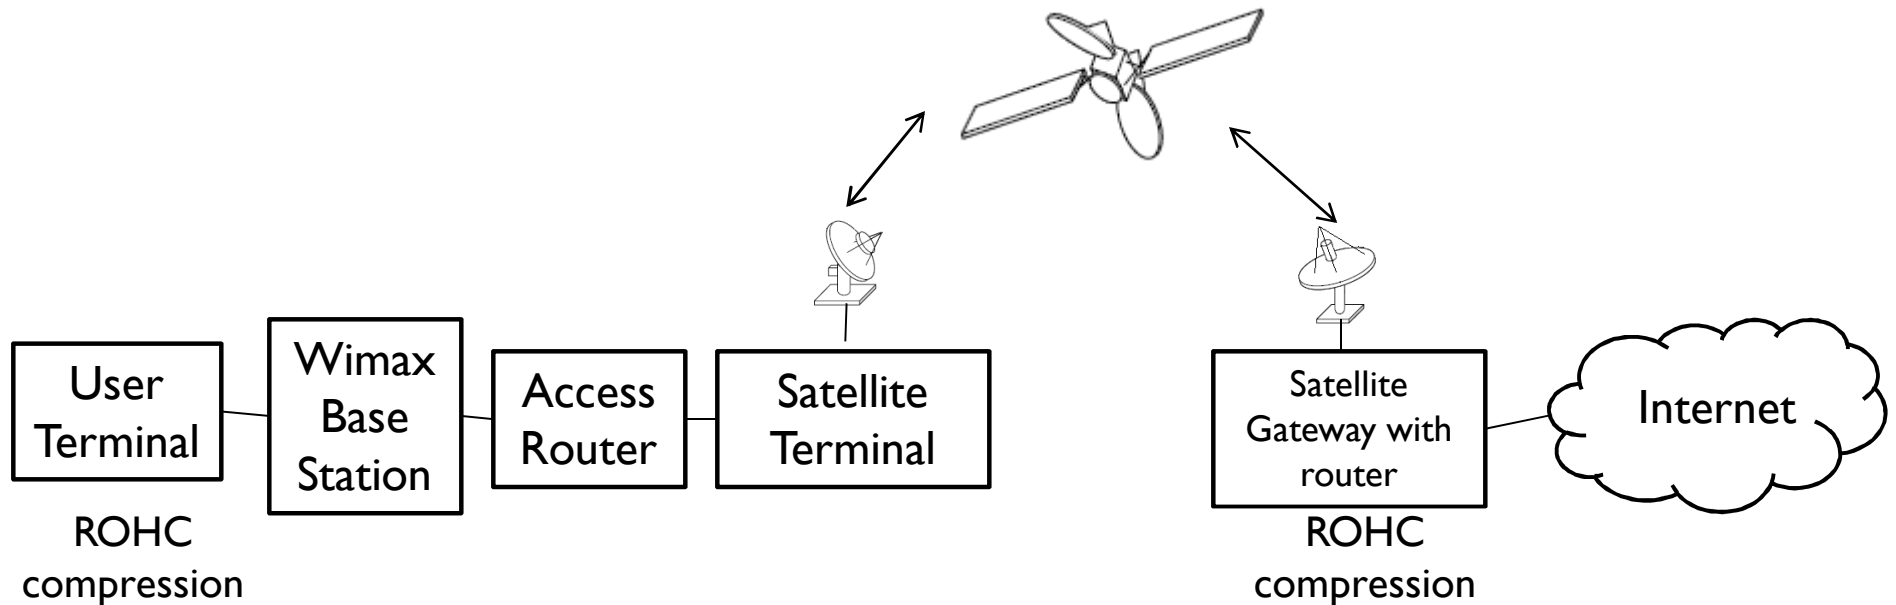 User
Terminal
Wimax
Base
Station
Access
Router
Satellite
Terminal
Satellite
Gateway with
router
Internet
ROHC
compression
ROHC
compression